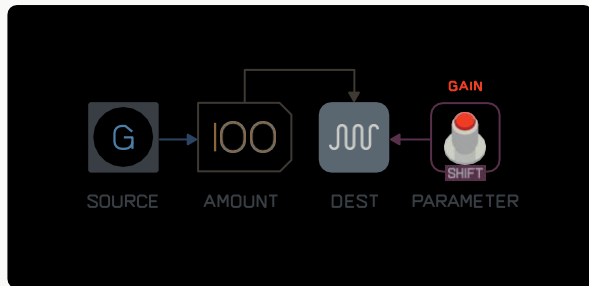 GAIN
G
100
SHIFT
SOURCE
AMOUNT
DEST
PARAMETER